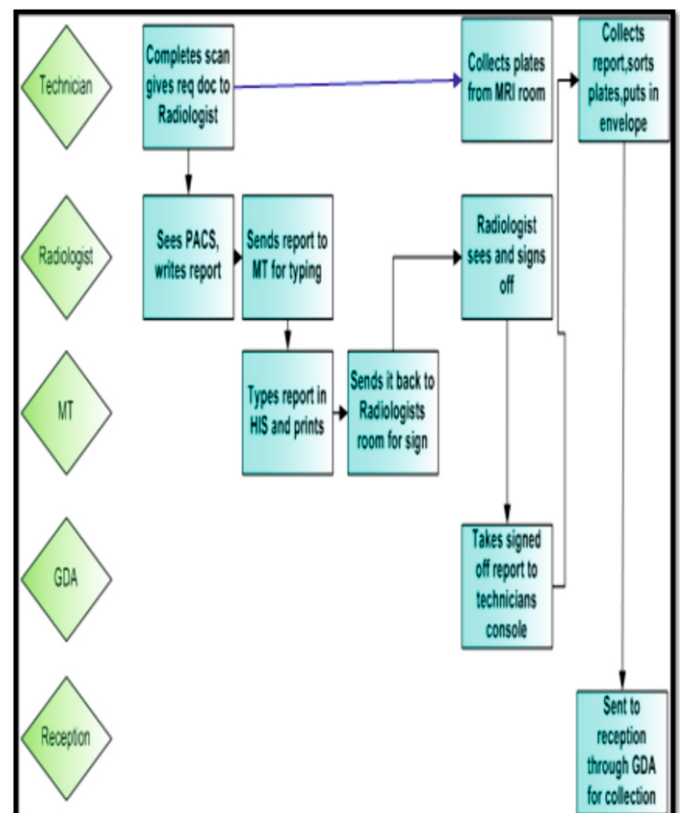 Technician
Completes scan
gives req doc to
Radiologist
Collects plates
from MRI room
Collects
report,sorts
plates,puts in
envelope
Radiologist
Sees PACS,
writes report
Sends report to
MT for typing
Radiologist
sees and signs
off
MT
Types report in
HIS and prints
Sends it back to
Radiologists
room for sign
GDA
Takes signed
off report to
technicians
console
Reception
Sent to
reception
through GDA
for collection